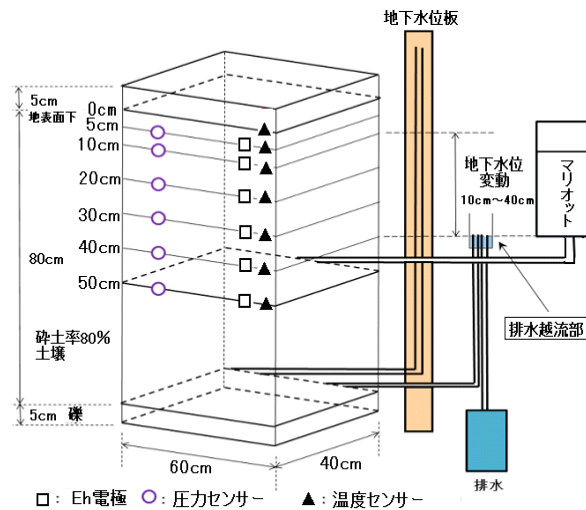 地下水位板
5cm
0cm
地表面下
5cm
10cm
20cm
30cm
40cm
50cm
80cm
砕土率80%
土壌
5cm 礫
60cm
40cm
地下水位
変動
10cm～40cm
マリオット
排水越流部
排水
□： Eh電極 ○： 圧力センサー ▲： 温度センサー